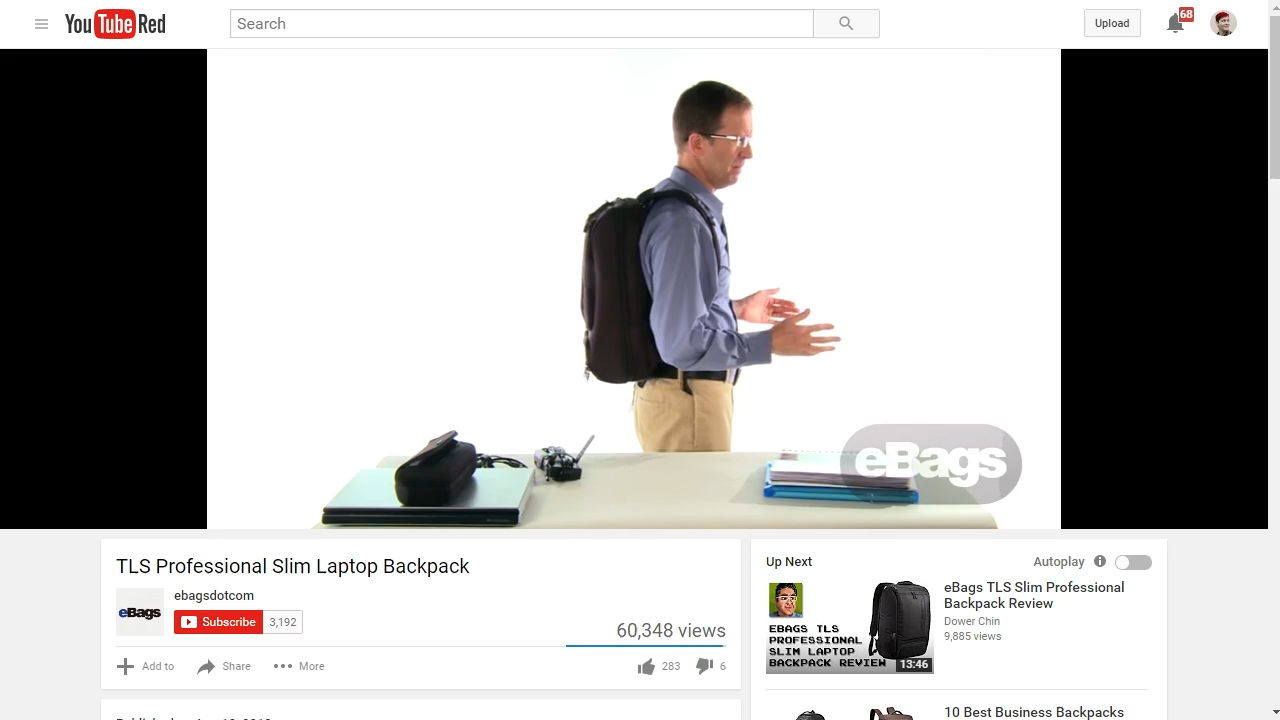 YouTube Red
Search
Upload
68
eBags
TLS Professional Slim Laptop Backpack
eBags
ebagsdotcom
Subscribe 3,192
60,348 views
Add to
Share
More
283
6
Up Next
Autoplay
EBAGS TLS
PROFESSIONAL
SLIM LAPTOP
BACKPACK REVIEW
13:46
eBags TLS Slim Professional
Backpack Review
Dower Chin
9,885 views
10 Best Business Backpacks